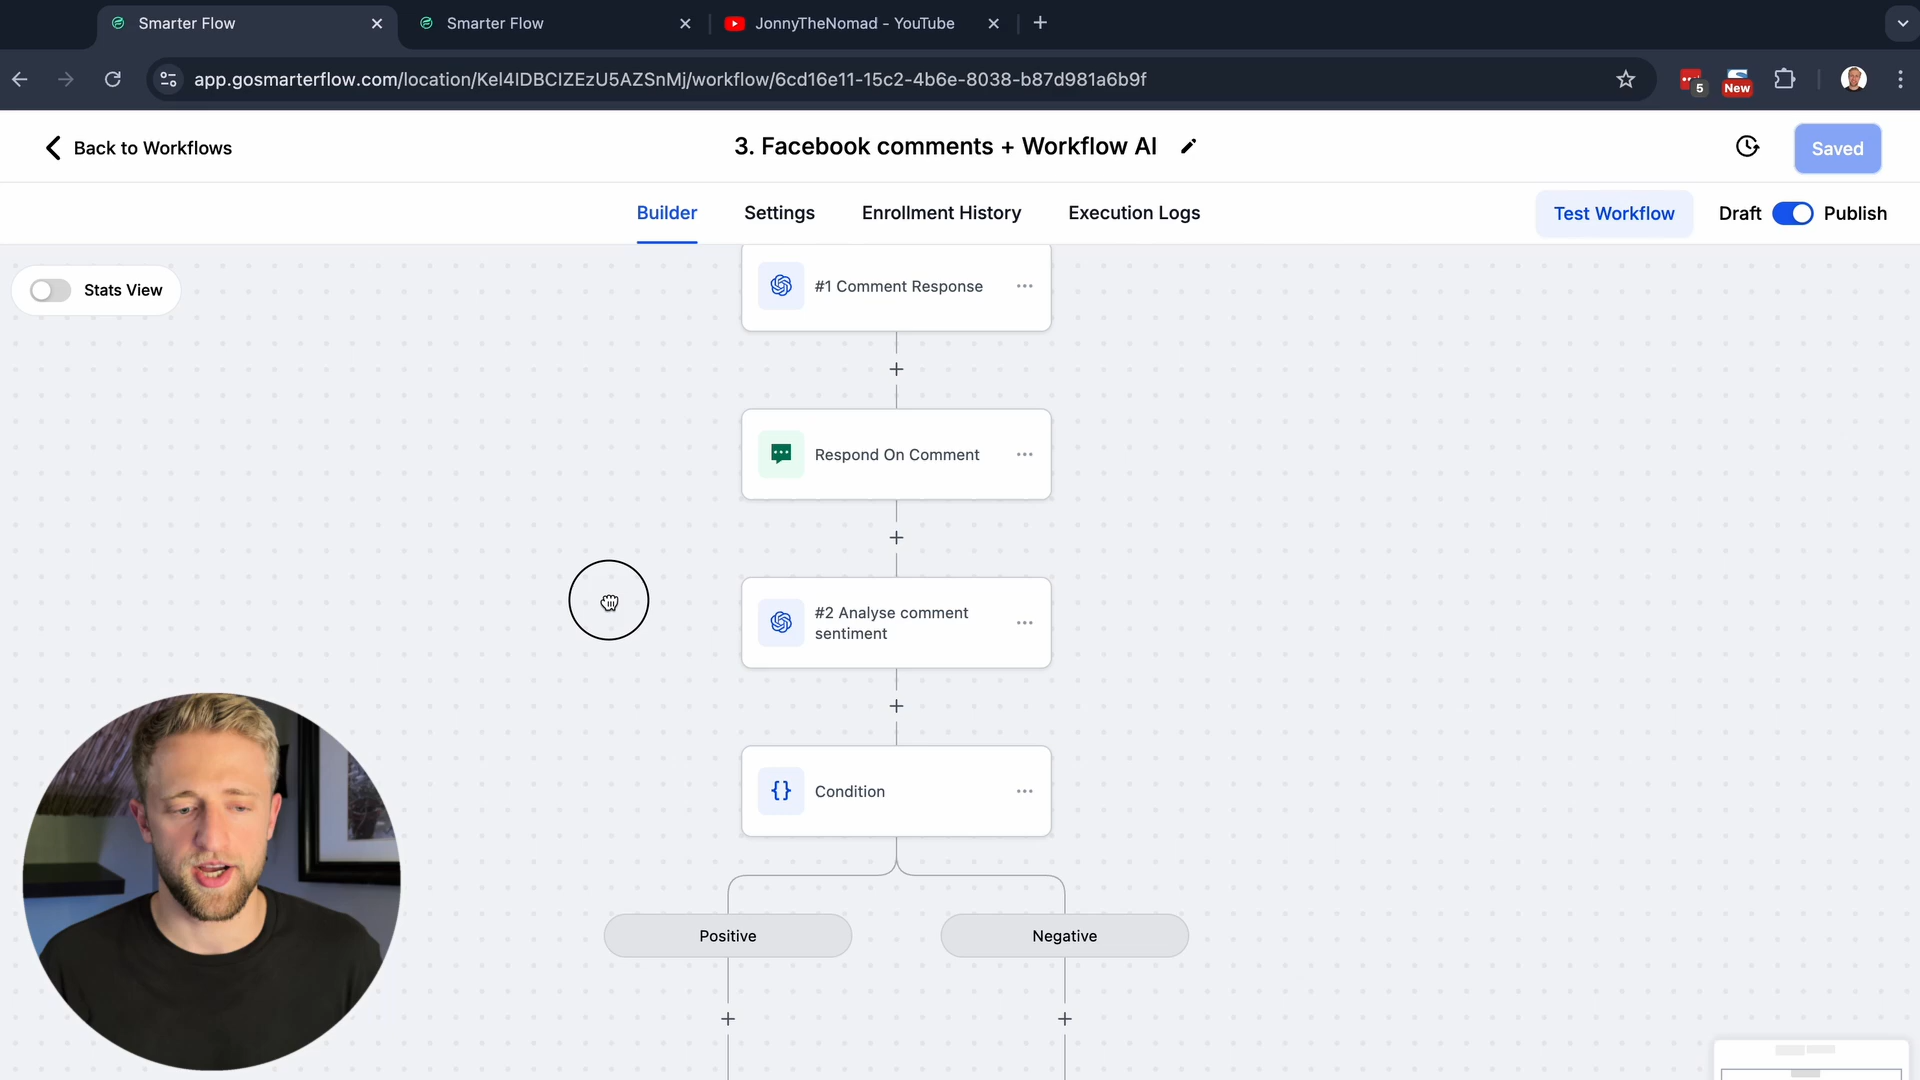 Smarter Flow
Smarter Flow
JonnyTheNomad - YouTube
app.gosmarterflow.com/location/Kel4IDBCIZEzU5AZSnMj/workflow/6cd16e11-15c2-4b6e-8038-b87d981a6b9f
5
New
Back to Workflows
3. Facebook comments + Workflow AI
Saved
Builder
Settings
Enrollment History
Execution Logs
Test Workflow
Draft
Publish
Stats View
#1 Comment Response
Respond On Comment
#2 Analyse comment
sentiment
{} Condition
Positive
Negative